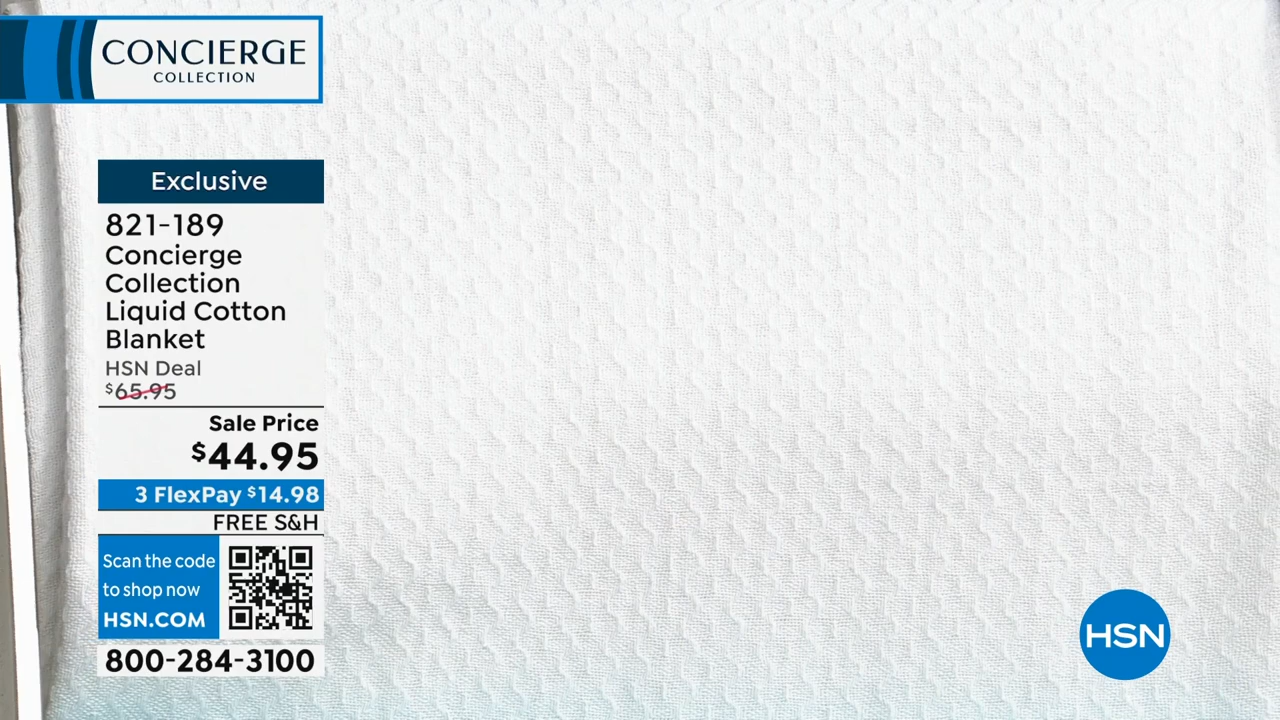 CONCIERGE
COLLECTION
Exclusive
821-189
Concierge
Collection
Liquid Cotton
Blanket
HSN Deal
$65.95
Sale Price
$44.95
3 FlexPay $14.98
FREE S&H
Scan the code
to shop now
HSN.COM
800-284-3100
HSN